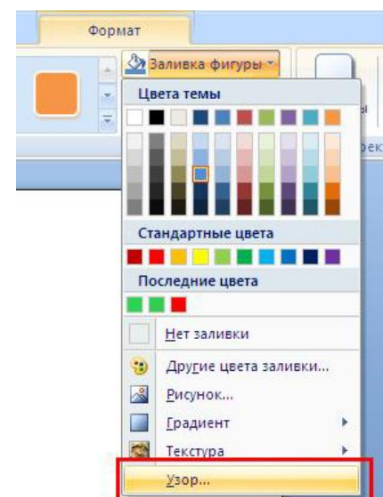 Формат
Заливка фигуры
Цвета темы
Стандартные цвета
Последние цвета
Нет заливки
Другие цвета заливки...
Рисунок...
Градиент
Текстура
Узор...